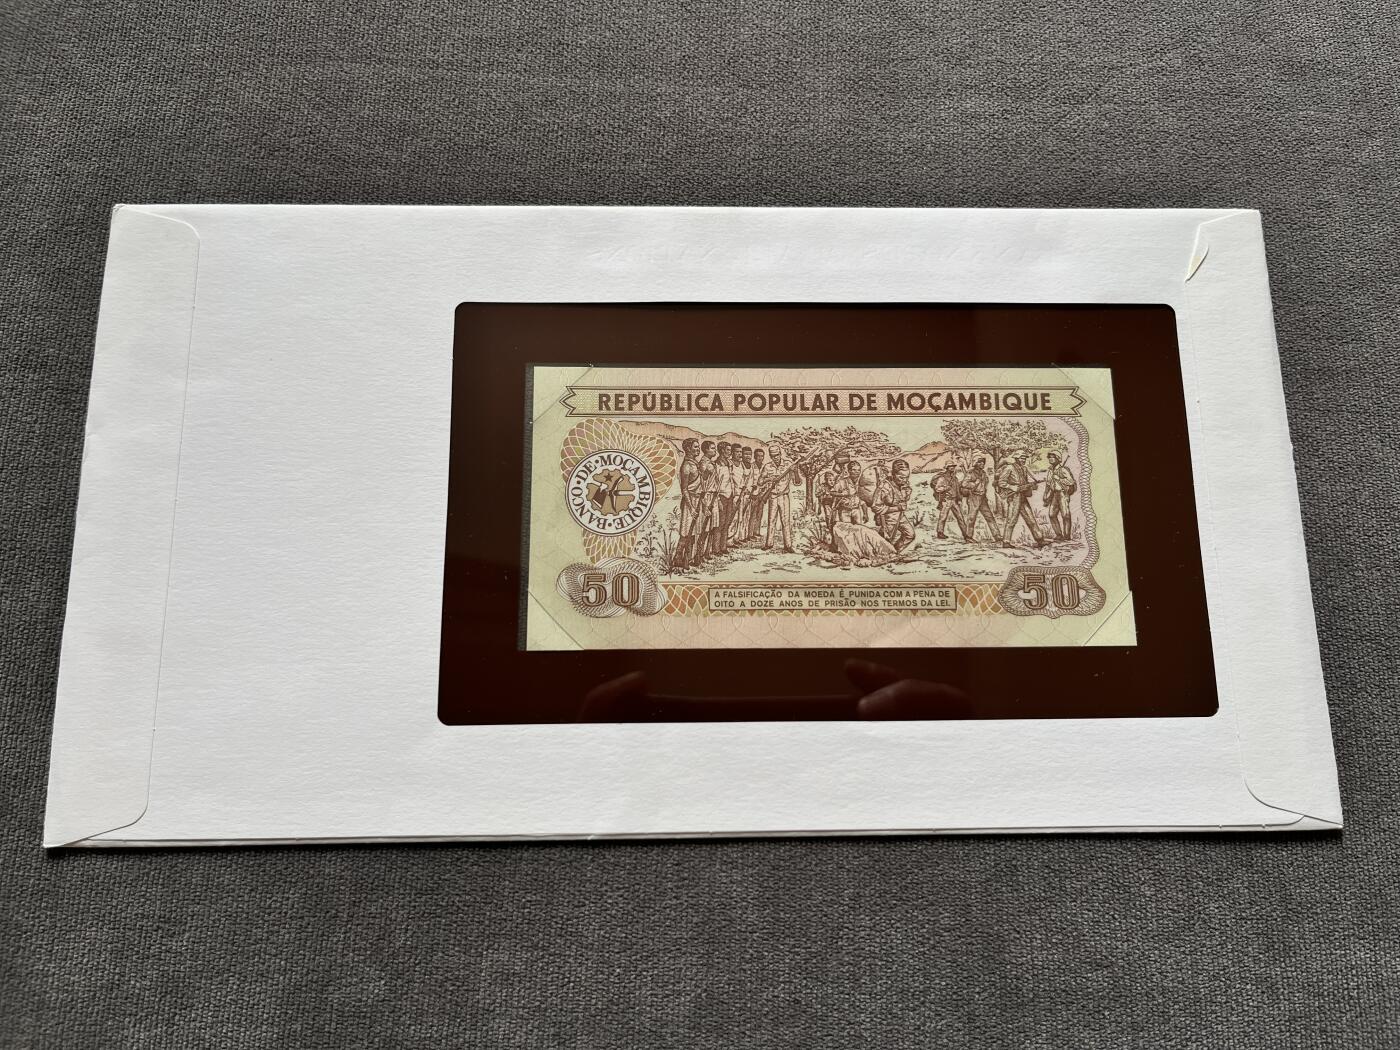 REPÚBLICA POPULAR DE MOÇAMBIQUE
BANCO·DE·MOÇAMBIQUE·
50
A FALSIFICAÇÃO DA MOEDA É PUNIDA COM A PENA DE
OITO A DOZE ANOS DE PRISÃO NOS TERMOS DA LEI.
50